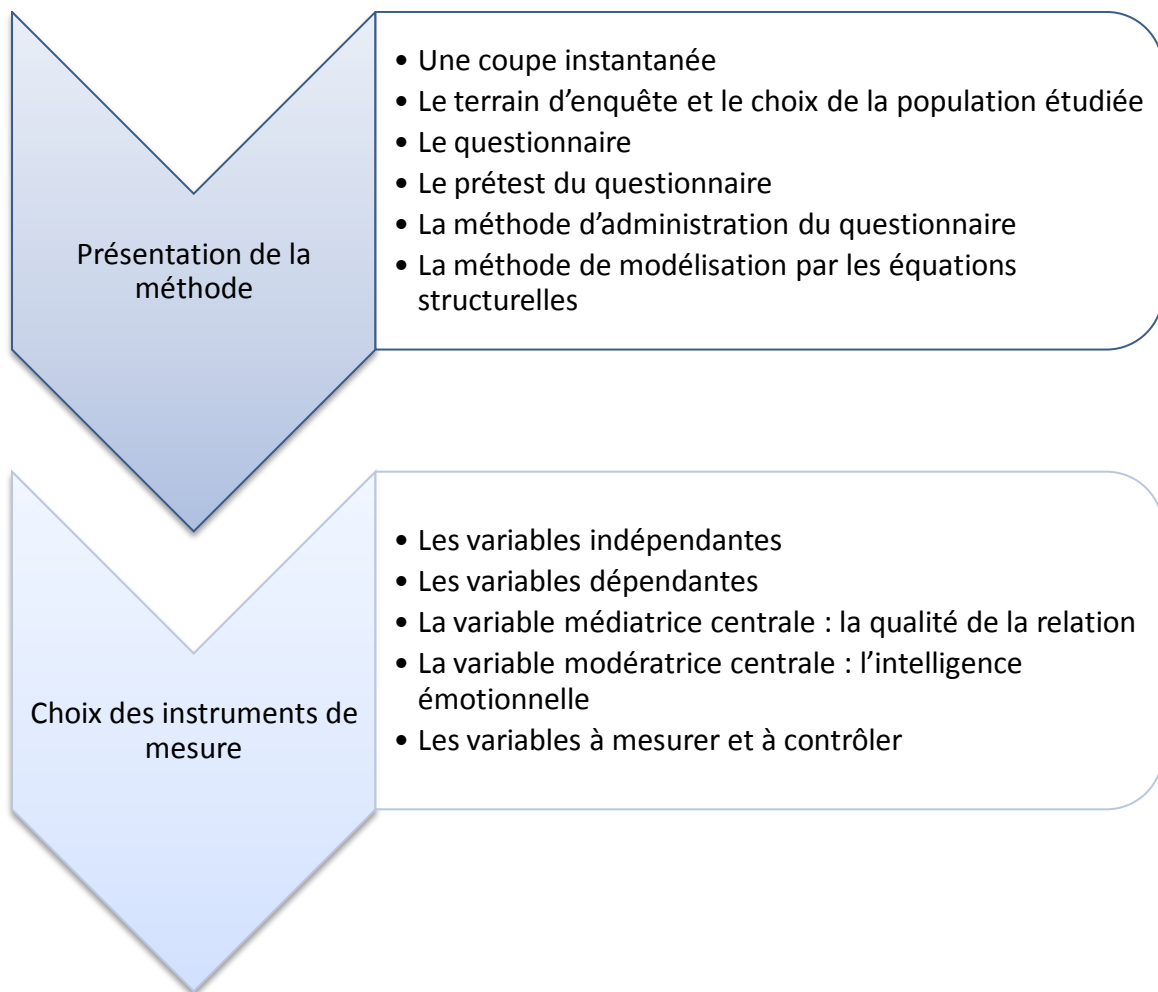 Présentation de la
méthode
• Une coupe instantanée
• Le terrain d’enquête et le choix de la population étudiée
• Le questionnaire
• Le prétest du questionnaire
• La méthode d’administration du questionnaire
• La méthode de modélisation par les équations
structurelles
Choix des instruments de
mesure
• Les variables indépendantes
• Les variables dépendantes
• La variable médiatrice centrale : la qualité de la relation
• La variable modératrice centrale : l’intelligence
émotionnelle
• Les variables à mesurer et à contrôler